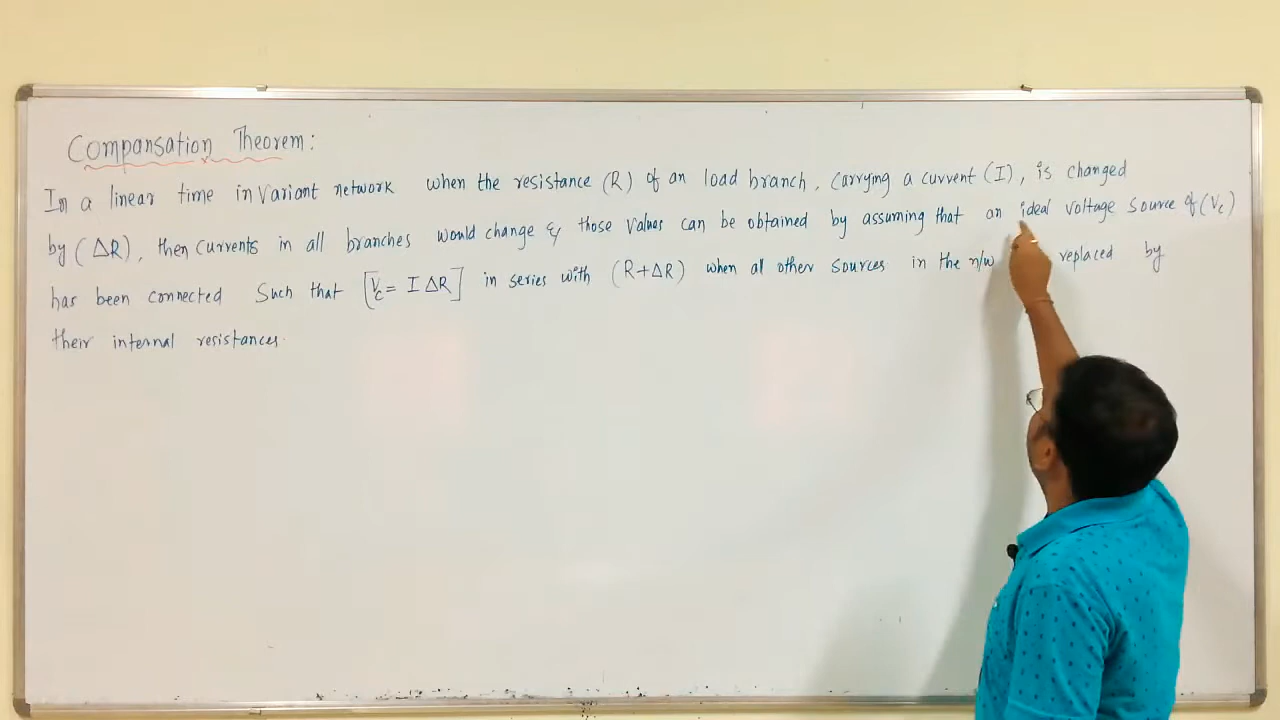 Compansation Theorem:
In a linear time invariant network when the resistance (R) of an load branch, carrying a current (I), is changed
by (ΔR), then currents in all branches would change & those values can be obtained by assuming that an ideal voltage source of (Vc)
has been connected such that [Vc = I ΔR] in series with (R+ΔR) when all other sources in the n/w replaced by
their internal resistances.